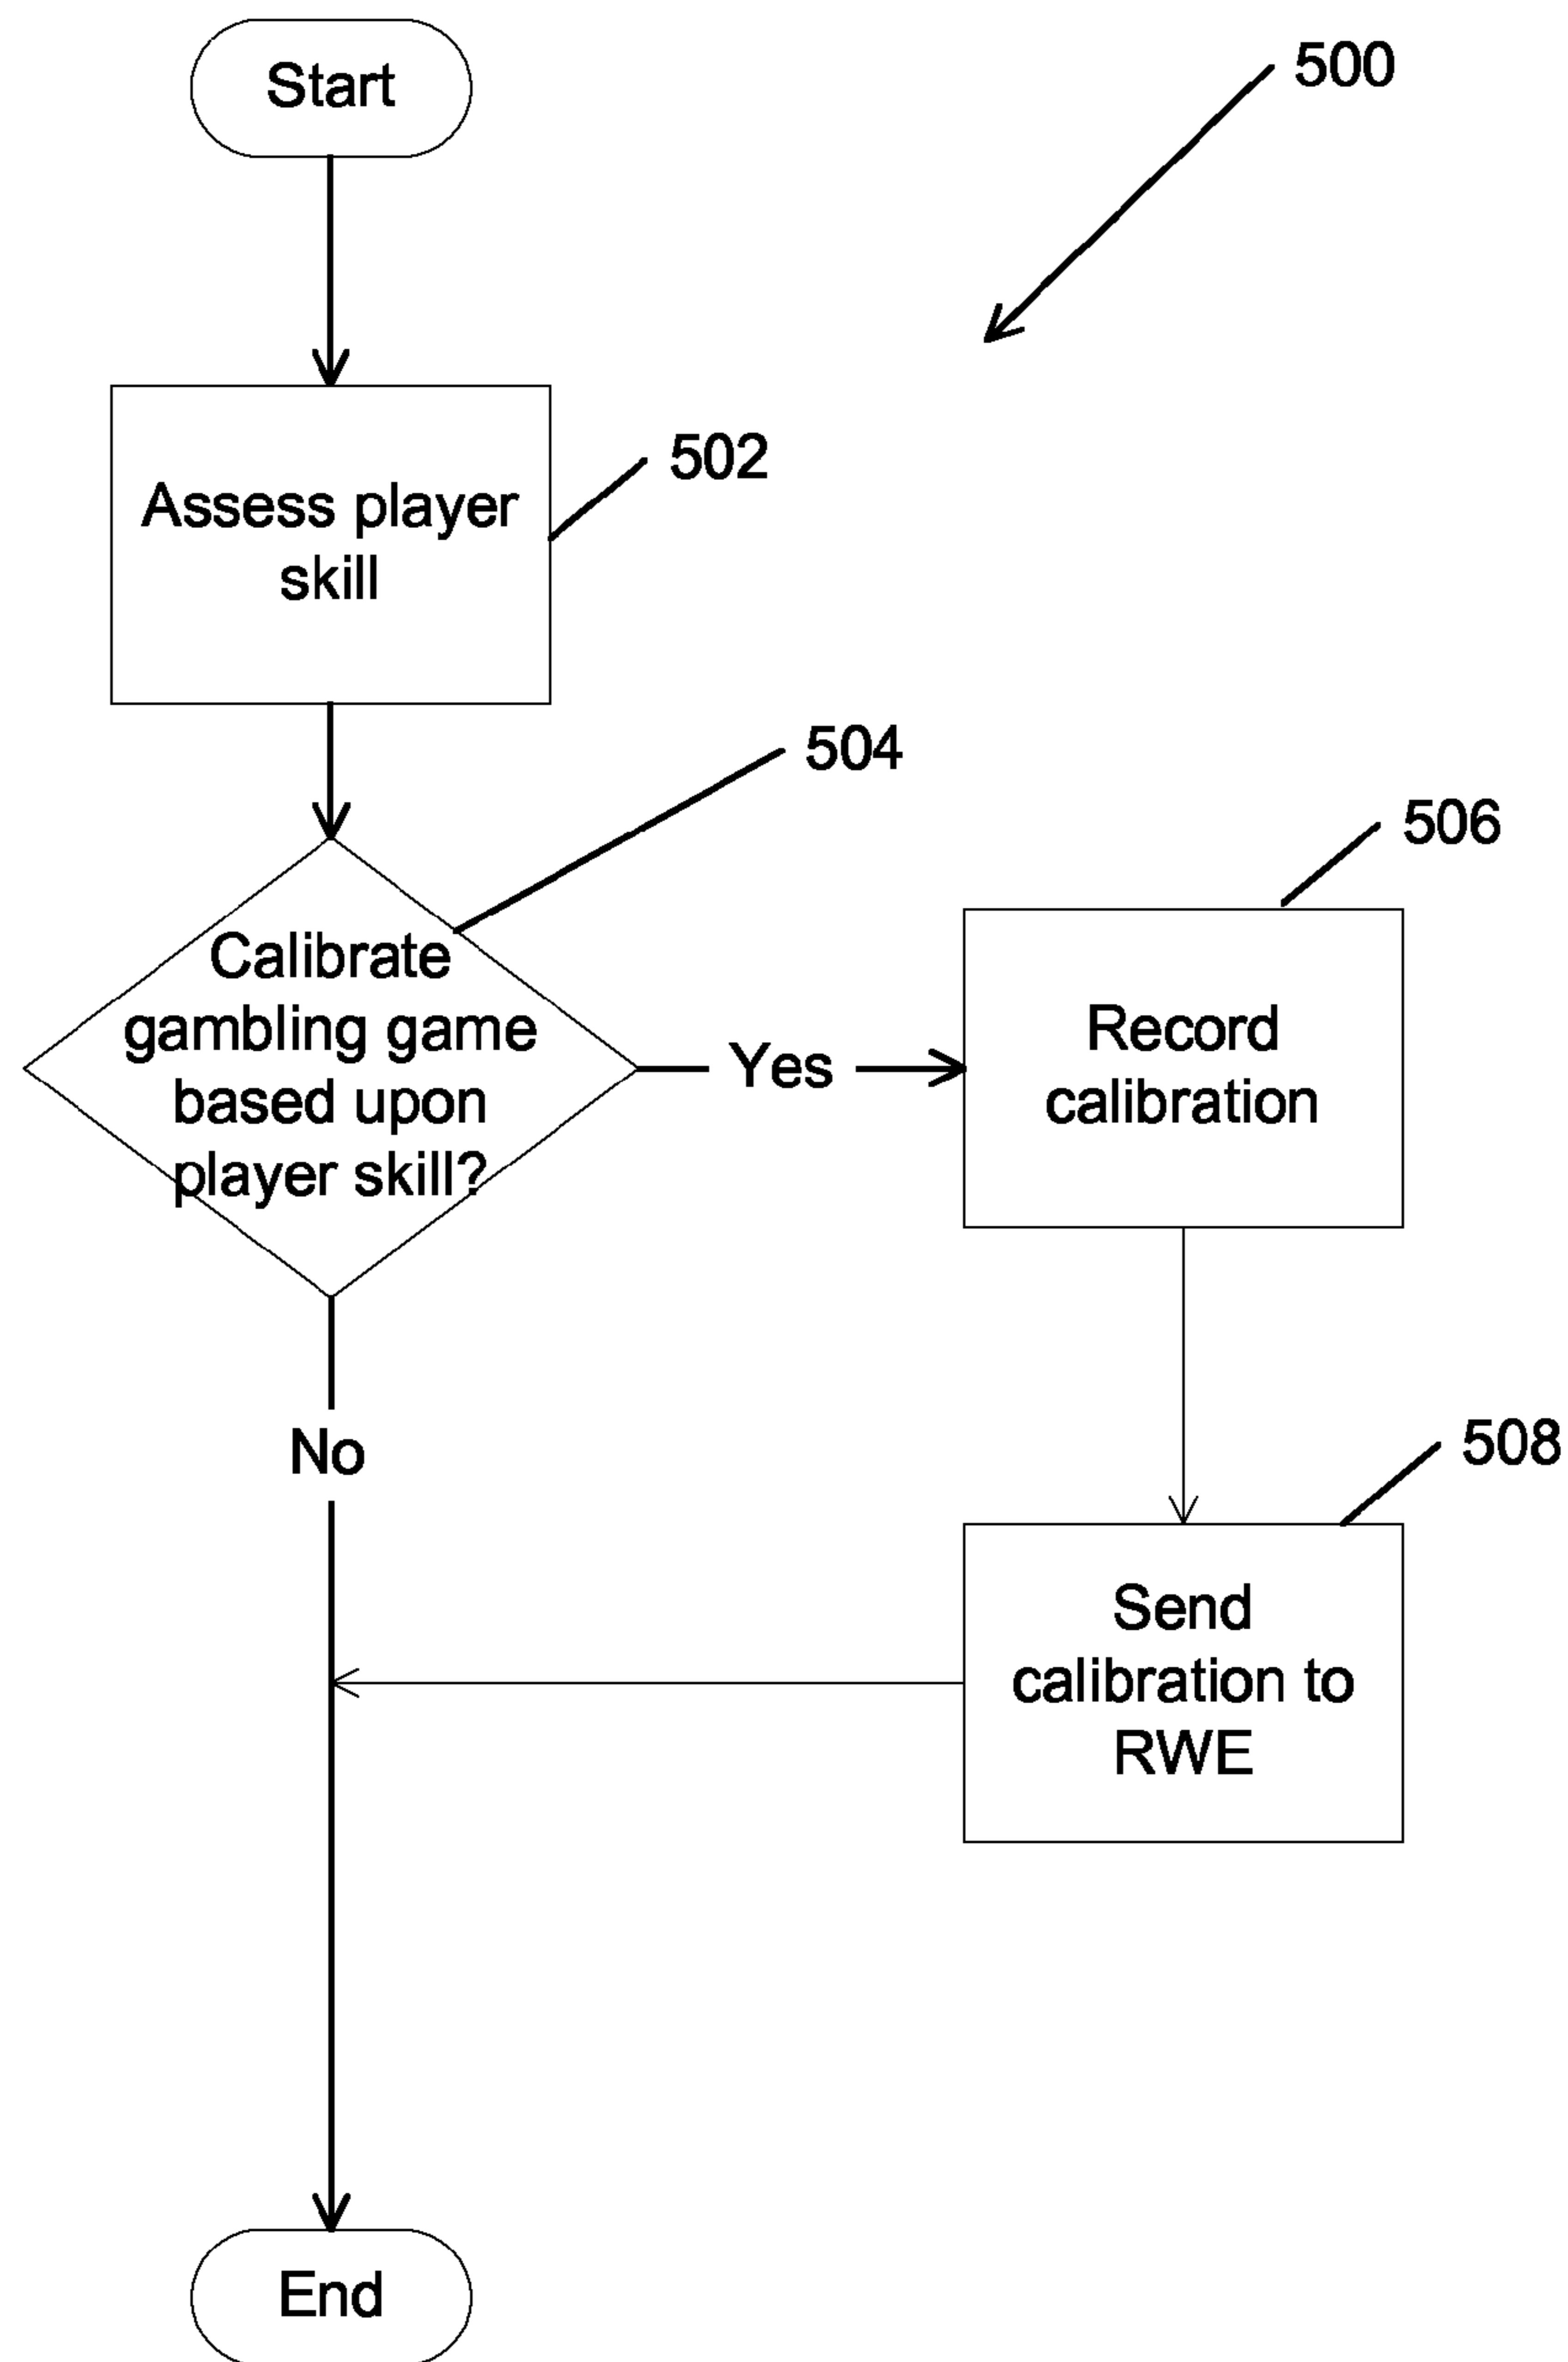 Start
500
502
Assess player
skill
504
506
Calibrate
gambling game
based upon
player skill?
Yes
Record
calibration
No
508
Send
calibration to
RWE
End